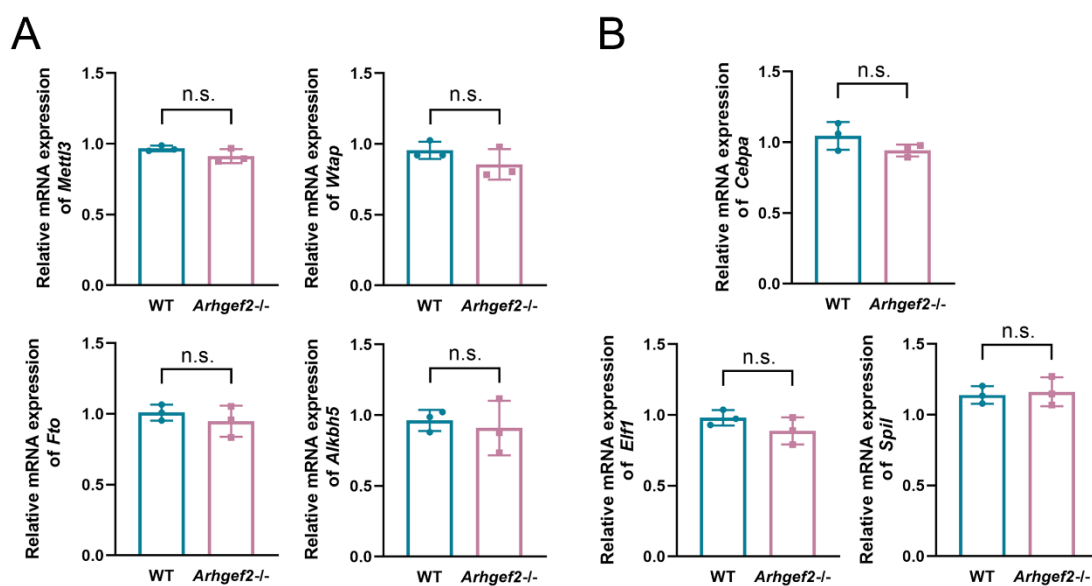 A
Relative mRNA expression
of Mettl3
1.5
1.0
0.5
0.0
n.s.
WT
Arhgef2-/-
Relative mRNA expression
of Wtap
1.5
1.0
0.5
0.0
n.s.
WT
Arhgef2-/-
Relative mRNA expression
of Fto
1.5
1.0
0.5
0.0
n.s.
WT
Arhgef2-/-
Relative mRNA expression
of Alkbh5
1.5
1.0
0.5
0.0
n.s.
WT
Arhgef2-/-
B
Relative mRNA expression
of Cebpa
1.5
1.0
0.5
0.0
n.s.
WT
Arhgef2-/-
Relative mRNA expression
of Elf1
1.5
1.0
0.5
0.0
n.s.
WT
Arhgef2-/-
Relative mRNA expression
of Spil
1.5
1.0
0.5
0.0
n.s.
WT
Arhgef2-/-